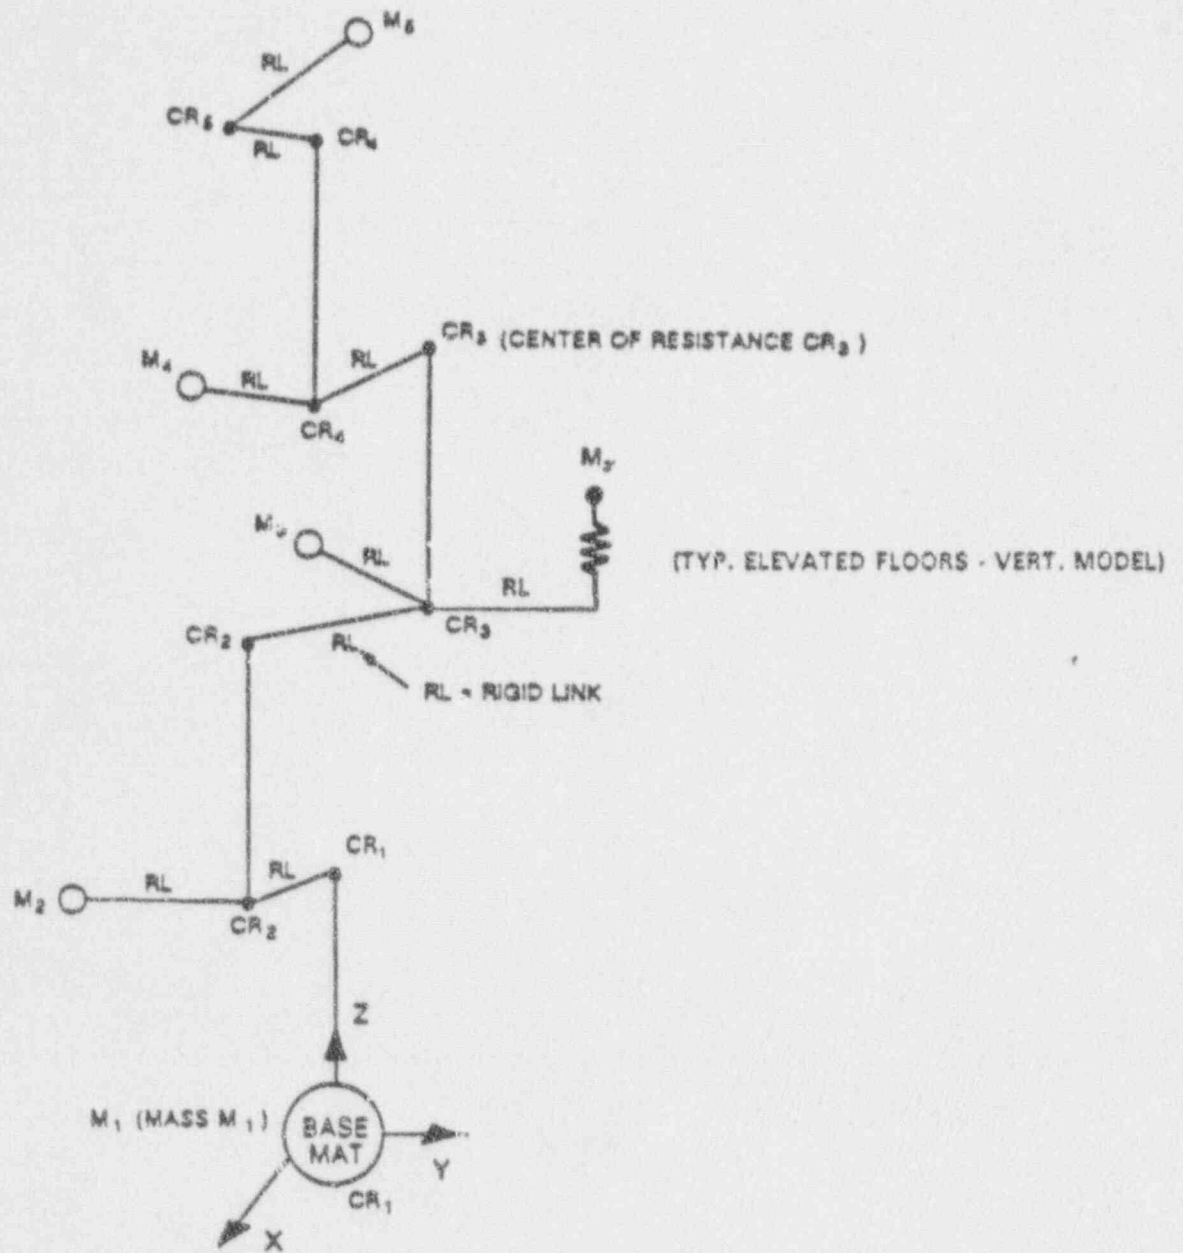 M₅
RL
CR₅
CR₄
RL
CR₃ (CENTER OF RESISTANCE CR₃)
M₄
RL
RL
CR₄
M₃'
M₃
RL
(TYP. ELEVATED FLOORS - VERT. MODEL)
RL
CR₂
CR₃
RL
RL = RIGID LINK
CR₁
RL
RL
M₂
CR₂
Z
M₁ (MASS M₁)
BASE
MAT
Y
CR₁
X